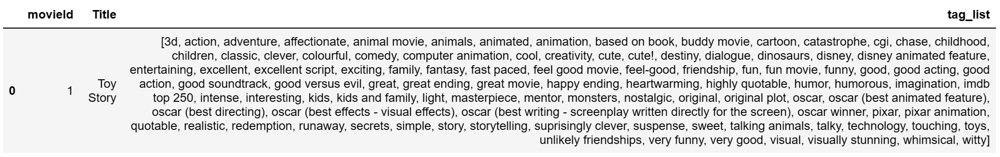 movieId Title tag_list
[3d, action, adventure, affectionate, animal movie, animals, animated, animation, based on book, buddy movie, cartoon, catastrophe, cgi, chase, childhood,
children, classic, clever, colourful, comedy, computer animation, cool, creativity, cute, cute!, destiny, dialogue, dinosaurs, disney, disney animated feature,
entertaining, excellent, excellent script, exciting, family, fantasy, fast paced, feel good movie, feel-good, friendship, fun, fun movie, funny, good, good acting, good
Toy action, good soundtrack, good versus evil, great, great ending, great movie, happy ending, heartwarming, highly quotable, humor, humorous, imagination, imdb
0 1
Story top 250, intense, interesting, kids, kids and family, light, masterpiece, mentor, monsters, nostalgic, original, original plot, oscar, oscar (best animated feature),
oscar (best directing), oscar (best effects - visual effects), oscar (best writing - screenplay written directly for the screen), oscar winner, pixar, pixar animation,
quotable, realistic, redemption, runaway, secrets, simple, story, storytelling, suprisingly clever, suspense, sweet, talking animals, talky, technology, touching, toys,
unlikely friendships, very funny, very good, visual, visually stunning, whimsical, witty]